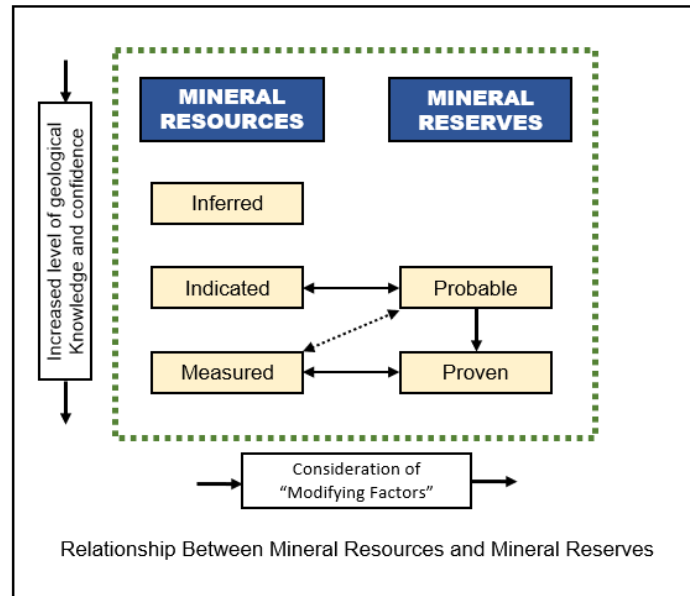 MINERAL
RESOURCES
MINERAL
RESERVES
Increased level of geological
Knowledge and confidence
Inferred
Indicated
Probable
Measured
Proven
Consideration of
“Modifying Factors”
Relationship Between Mineral Resources and Mineral Reserves